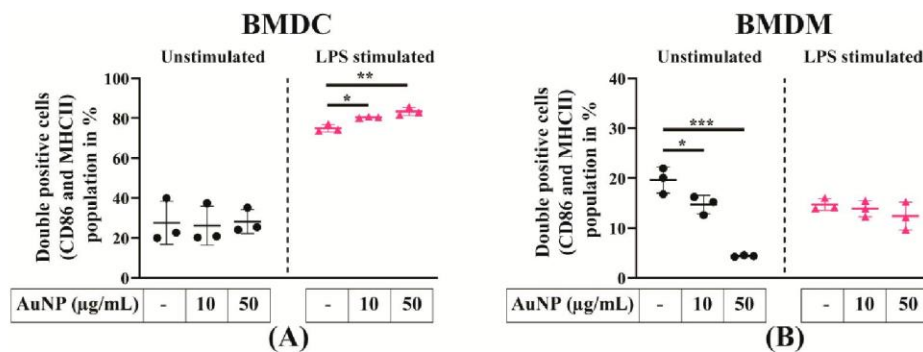 BMDC
Unstimulated
LPS stimulated
Double positive cells
(CD86 and MHCII)
population in %
100
80
60
40
20
0
**
*
AuNP (µg/mL)
-
10
50
-
10
50
(A)
BMDM
Unstimulated
LPS stimulated
Double positive cells
(CD86 and MHCII)
population in %
40
30
20
10
0
***
*
AuNP (µg/mL)
-
10
50
-
10
50
(B)